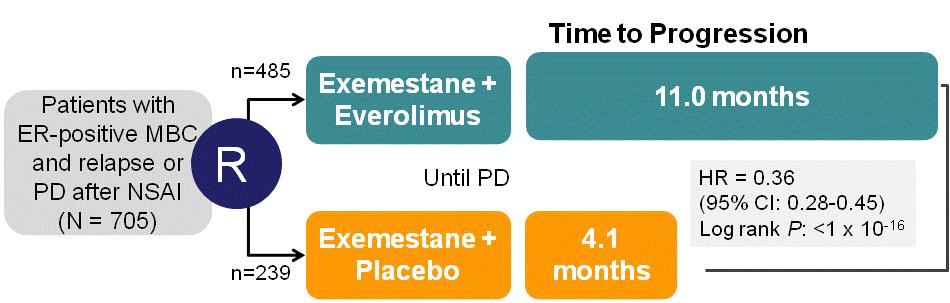 Time to Progression
n=485
Exemestane +
Everolimus
11.0 months
Patients with
ER-positive MBC
and relapse or
PD after NSAI
(N = 705)
R
Until PD
HR = 0.36
(95% CI: 0.28-0.45)
Log rank P: <1 x 10⁻¹⁶
n=239
Exemestane +
Placebo
4.1
months